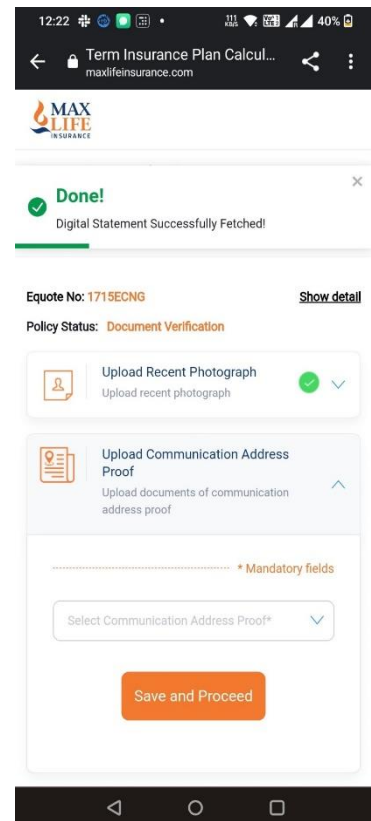 12:22
111 KB/S
40%
Term Insurance Plan Calcul...
maxlifeinsurance.com
MAX
LIFE
INSURANCE
Done!
Digital Statement Successfully Fetched!
Equote No: 1715ECNG
Show detail
Policy Status: Document Verification
Upload Recent Photograph
Upload recent photograph
Upload Communication Address
Proof
Upload documents of communication
address proof
* Mandatory fields
Select Communication Address Proof*
Save and Proceed